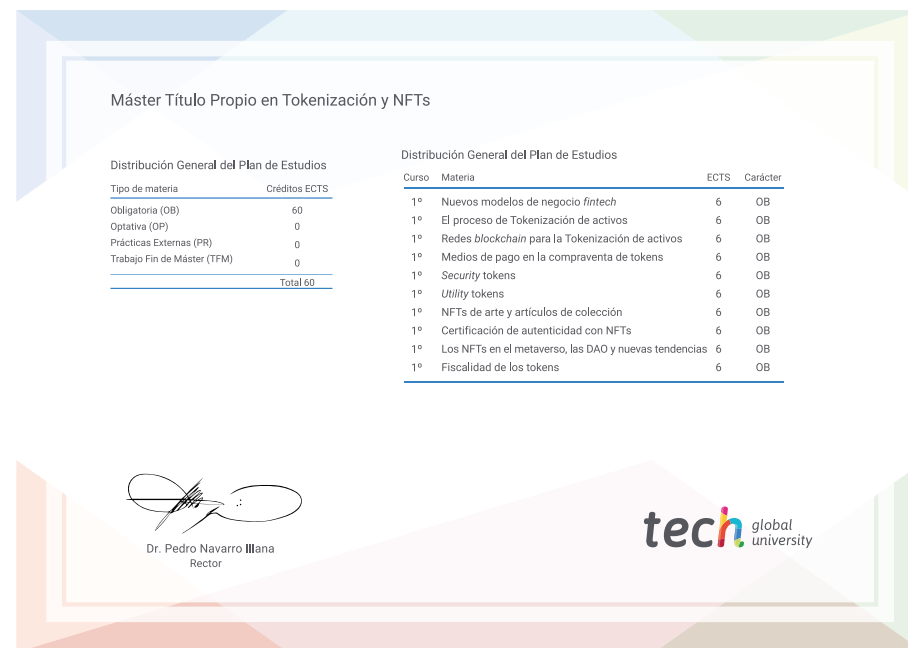 Máster Título Propio en Tokenización y NFTs
Distribución General del Plan de Estudios
Tipo de materia Créditos ECTS
Obligatoria (OB) 60
Optativa (OP) 0
Prácticas Externas (PR) 0
Trabajo Fin de Máster (TFM) 0
Total 60
Distribución General del Plan de Estudios
Curso Materia ECTS Carácter
1º Nuevos modelos de negocio fintech 6 OB
1º El proceso de Tokenización de activos 6 OB
1º Redes blockchain para la Tokenización de activos 6 OB
1º Medios de pago en la compraventa de tokens 6 OB
1º Security tokens 6 OB
1º Utility tokens 6 OB
1º NFTs de arte y artículos de colección 6 OB
1º Certificación de autenticidad con NFTs 6 OB
1º Los NFTs en el metaverso, las DAO y nuevas tendencias 6 OB
1º Fiscalidad de los tokens 6 OB
Dr. Pedro Navarro Illana
Rector
tech global
university